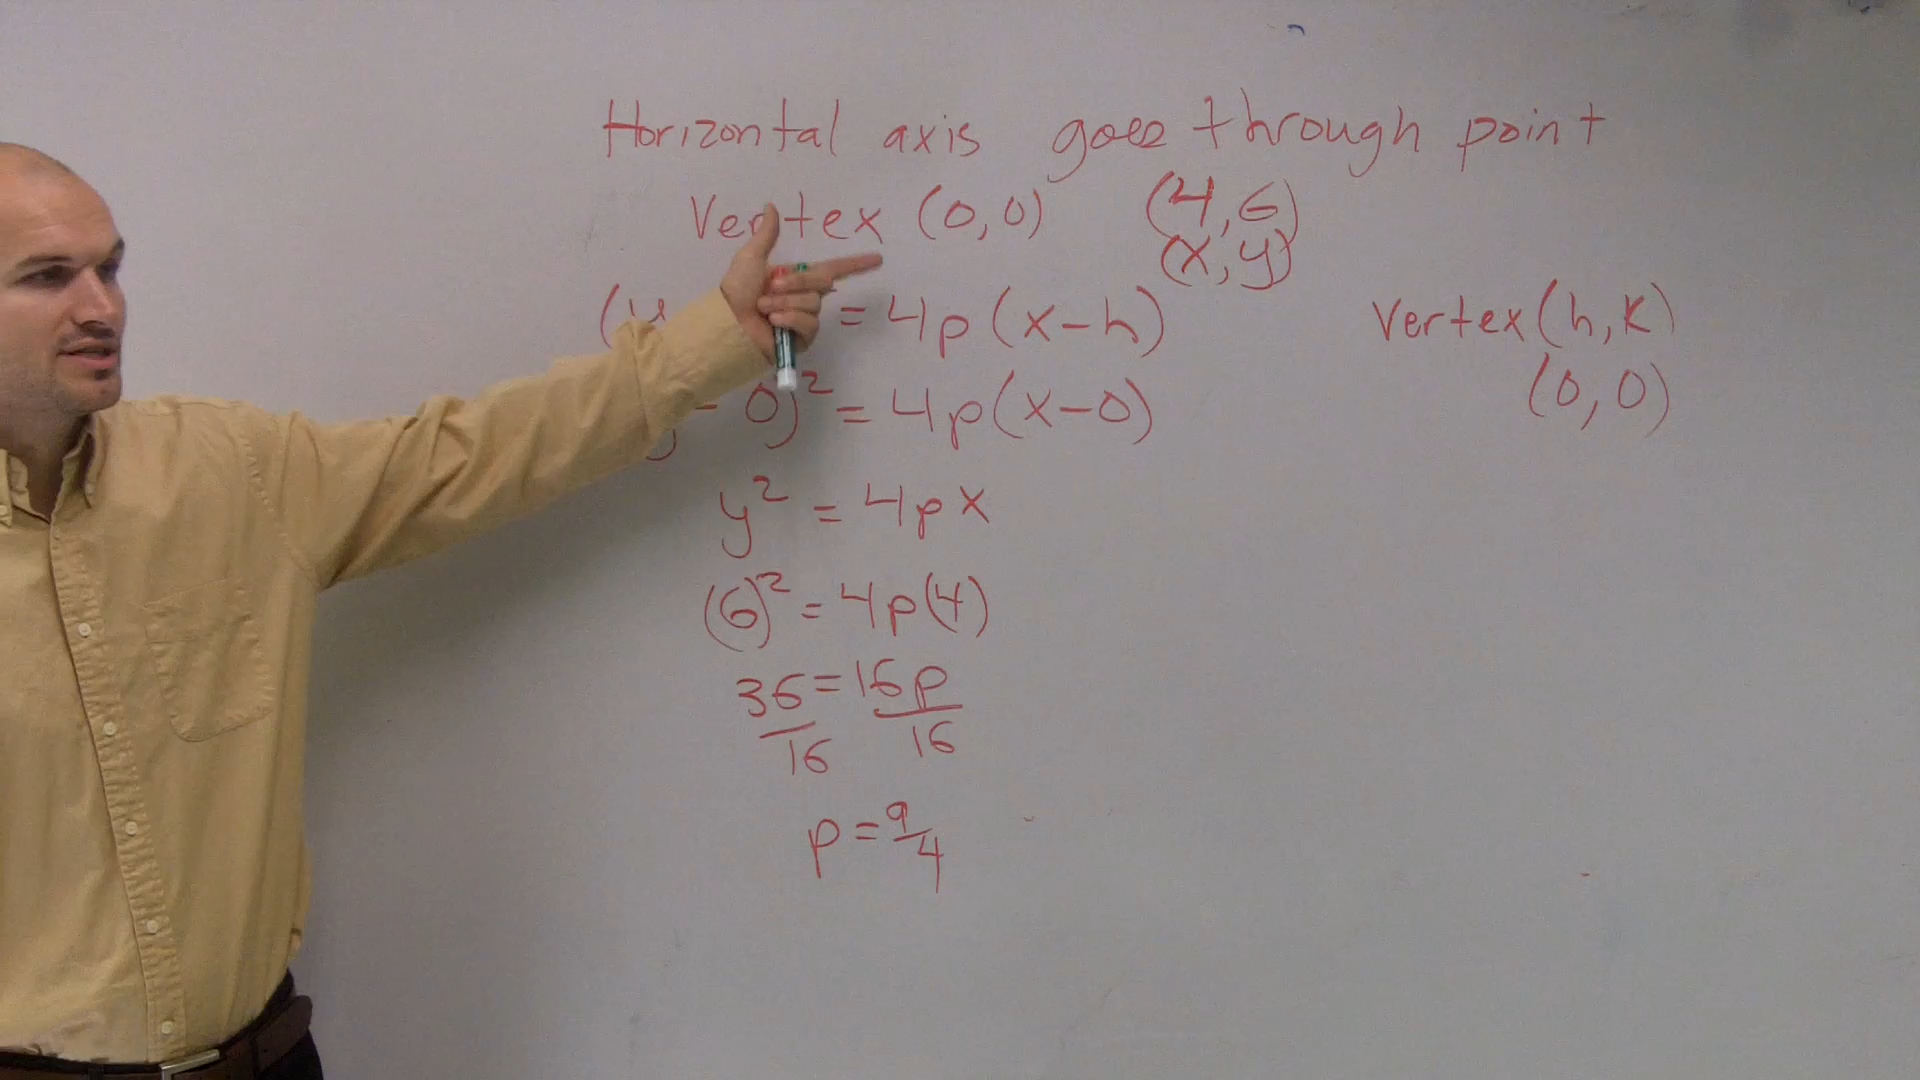 Horizontal axis goes through point
Vertex (0,0) (4,6)
(x,y)
(y = 4p(x-h) Vertex(h,k)
- 0)² = 4p(x-0) (0,0)
y² = 4px
(6)² = 4p(4)
36 = 16p
16 16
p = 9/4